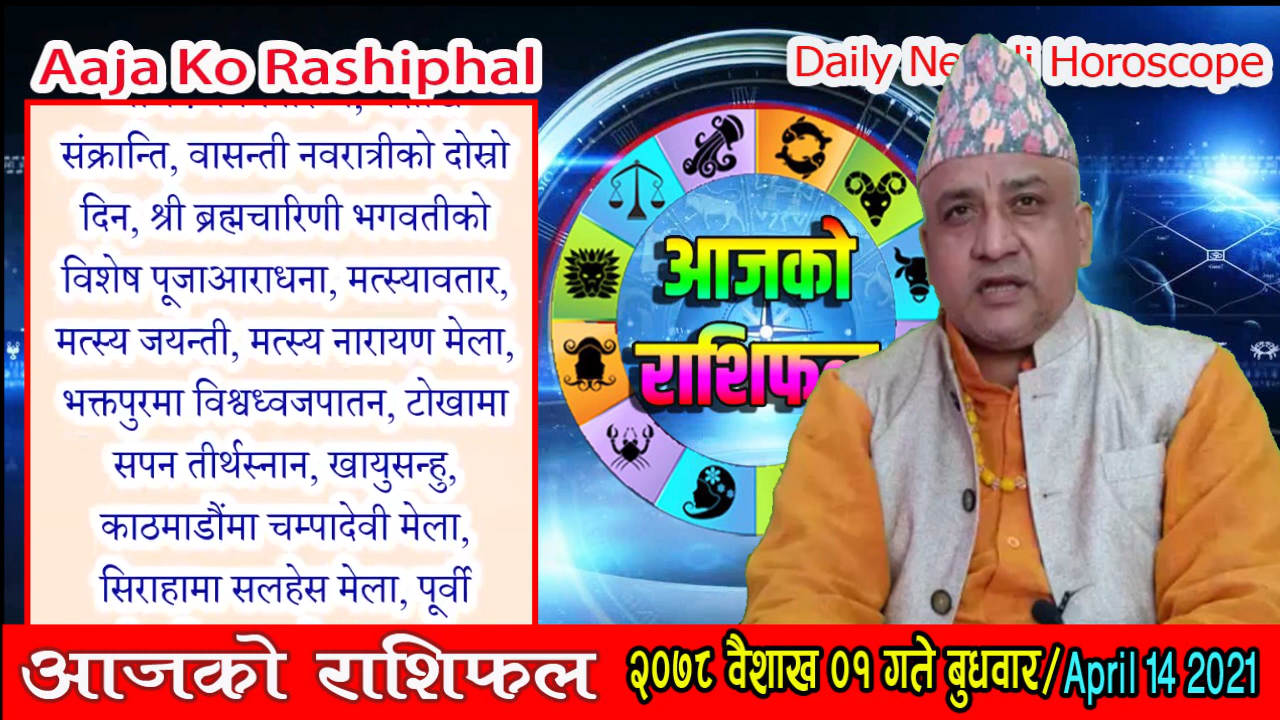 Aaja Ko Rashiphal
Daily Ne i Horoscope
संक्रान्ति, वासन्ती नवरात्रीको दोस्रो
दिन, श्री ब्रह्मचारिणी भगवतीको
विशेष पूजाआराधना, मत्स्यावतार,
मत्स्य जयन्ती, मत्स्य नारायण मेला,
भक्तपुरमा विश्वध्वजपातन, टोखामा
सपन तीर्थस्नान, खायुसन्हु,
काठमाडौंमा चम्पादेवी मेला,
सिराहामा सलहेस मेला, पूर्वी
आजको
राशिफल
आजको राशिफल
२०७८ वैशाख ०१ गते बुधवार/April 14 2021